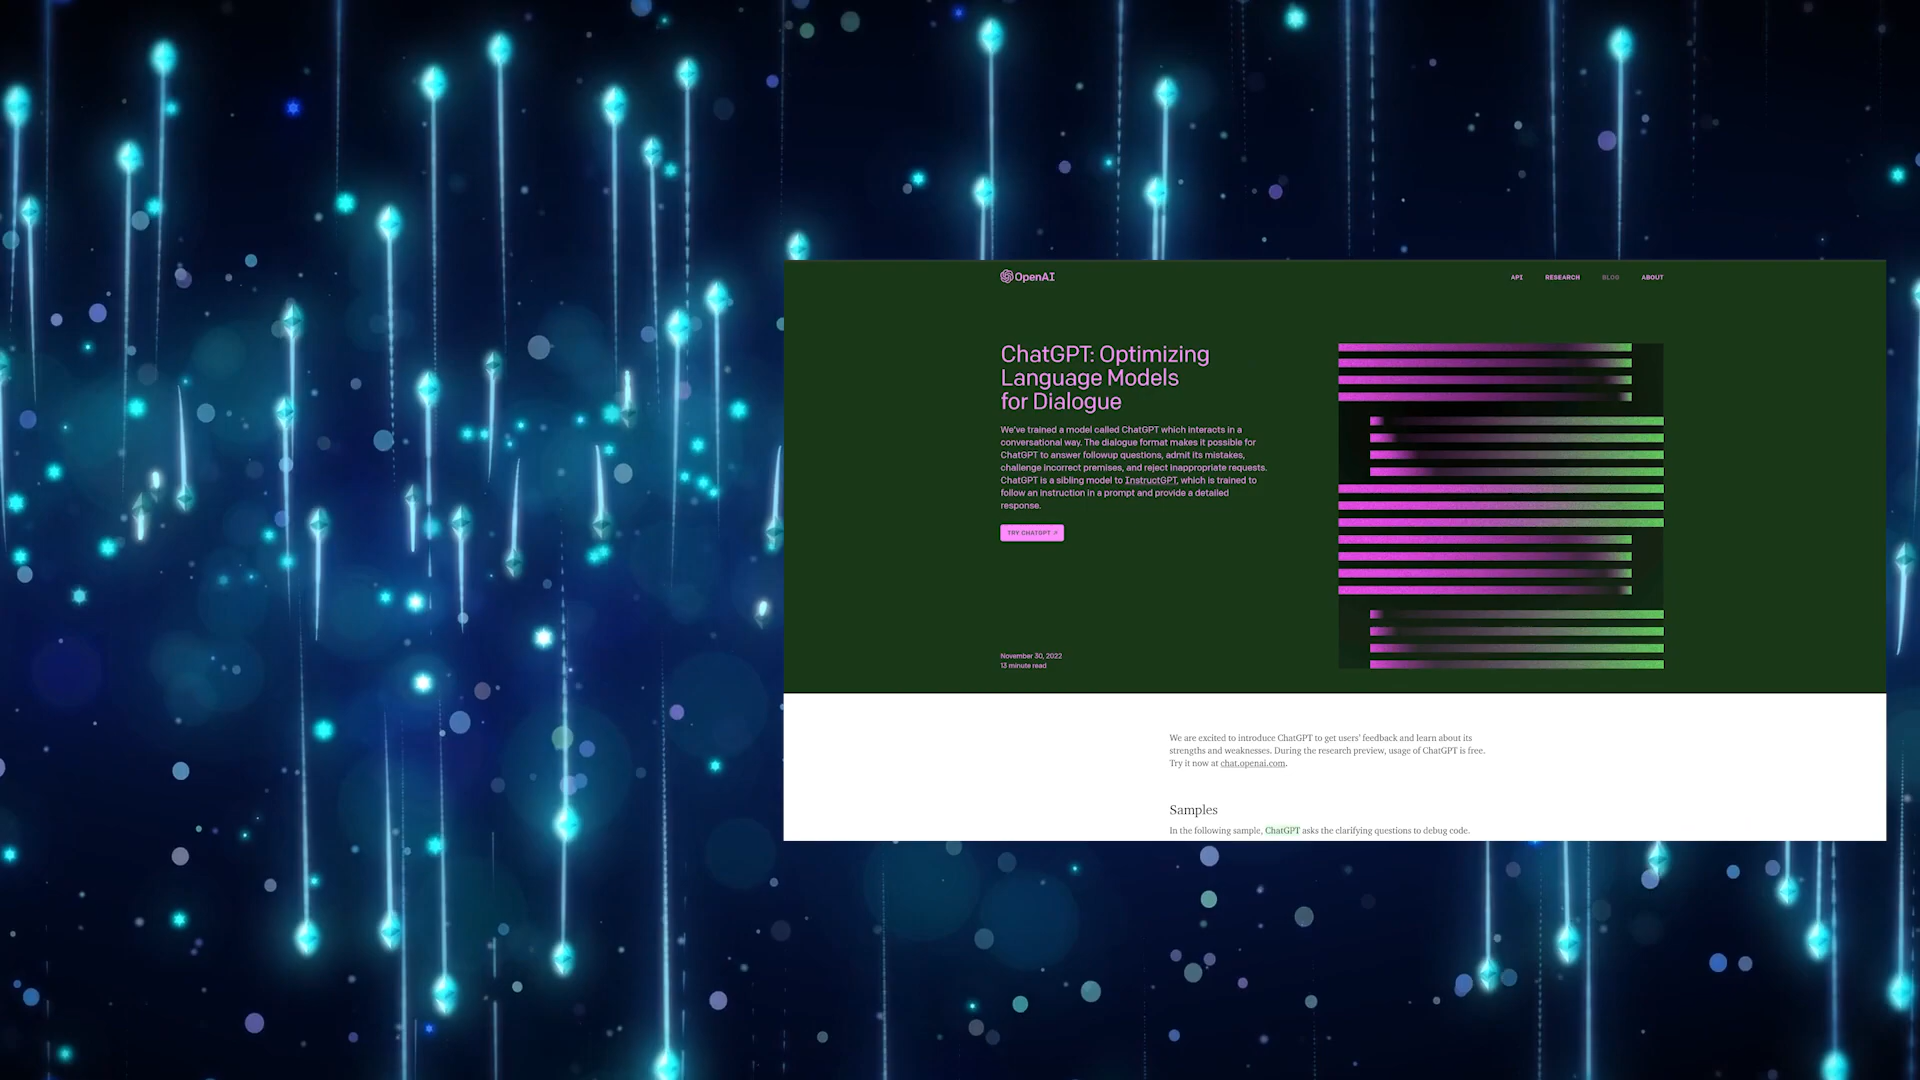 OpenAI
API RESEARCH BLOG ABOUT
ChatGPT: Optimizing
Language Models
for Dialogue
We've trained a model called ChatGPT which interacts in a
conversational way. The dialogue format makes it possible for
ChatGPT to answer followup questions, admit its mistakes,
challenge incorrect premises, and reject inappropriate requests.
ChatGPT is a sibling model to InstructGPT, which is trained to
follow an instruction in a prompt and provide a detailed
response.
TRY CHATGPT ↗
November 30, 2022
13 minute read
We are excited to introduce ChatGPT to get users' feedback and learn about its
strengths and weaknesses. During the research preview, usage of ChatGPT is free.
Try it now at chat.openai.com.
Samples
In the following sample, ChatGPT asks the clarifying questions to debug code.